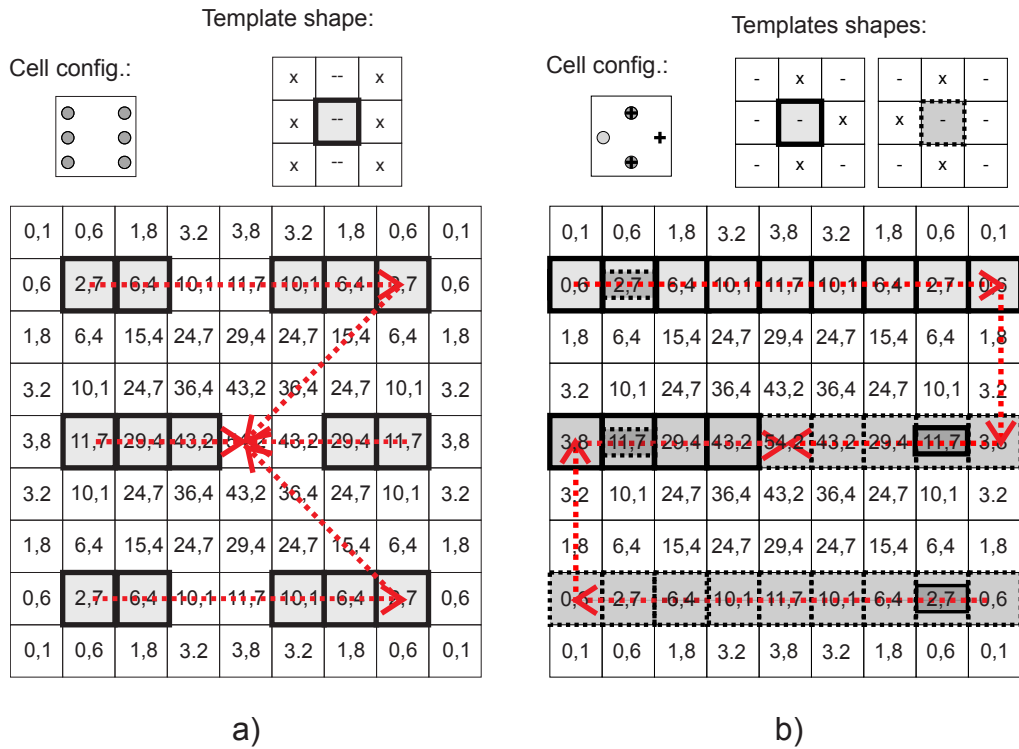 Template shape:
Cell config.:
x -- x
x -- x
x -- x
0,1 0,6 1,8 3.2 3,8 3.2 1,8 0,6 0,1
0,6 2,7 6,4 10,1 11,7 10,1 6,4 2,7 0,6
1,8 6,4 15,4 24,7 29,4 24,7 15,4 6,4 1,8
3.2 10,1 24,7 36,4 43,2 36,4 24,7 10,1 3.2
3,8 11,7 29,4 43,2 54,2 43,2 29,4 11,7 3,8
3.2 10,1 24,7 36,4 43,2 36,4 24,7 10,1 3.2
1,8 6,4 15,4 24,7 29,4 24,7 15,4 6,4 1,8
0,6 2,7 6,4 10,1 11,7 10,1 6,4 2,7 0,6
0,1 0,6 1,8 3.2 3,8 3.2 1,8 0,6 0,1
a)
Templates shapes:
Cell config.:
- x - - x -
- - x x - -
- x - - x -
0,1 0,6 1,8 3.2 3,8 3.2 1,8 0,6 0,1
0,6 2,7 6,4 10,1 11,7 10,1 6,4 2,7 0,6
1,8 6,4 15,4 24,7 29,4 24,7 15,4 6,4 1,8
3.2 10,1 24,7 36,4 43,2 36,4 24,7 10,1 3.2
3,8 11,7 29,4 43,2 54,2 43,2 29,4 11,7 3,8
3.2 10,1 24,7 36,4 43,2 36,4 24,7 10,1 3.2
1,8 6,4 15,4 24,7 29,4 24,7 15,4 6,4 1,8
0,6 2,7 6,4 10,1 11,7 10,1 6,4 2,7 0,6
0,1 0,6 1,8 3.2 3,8 3.2 1,8 0,6 0,1
b)